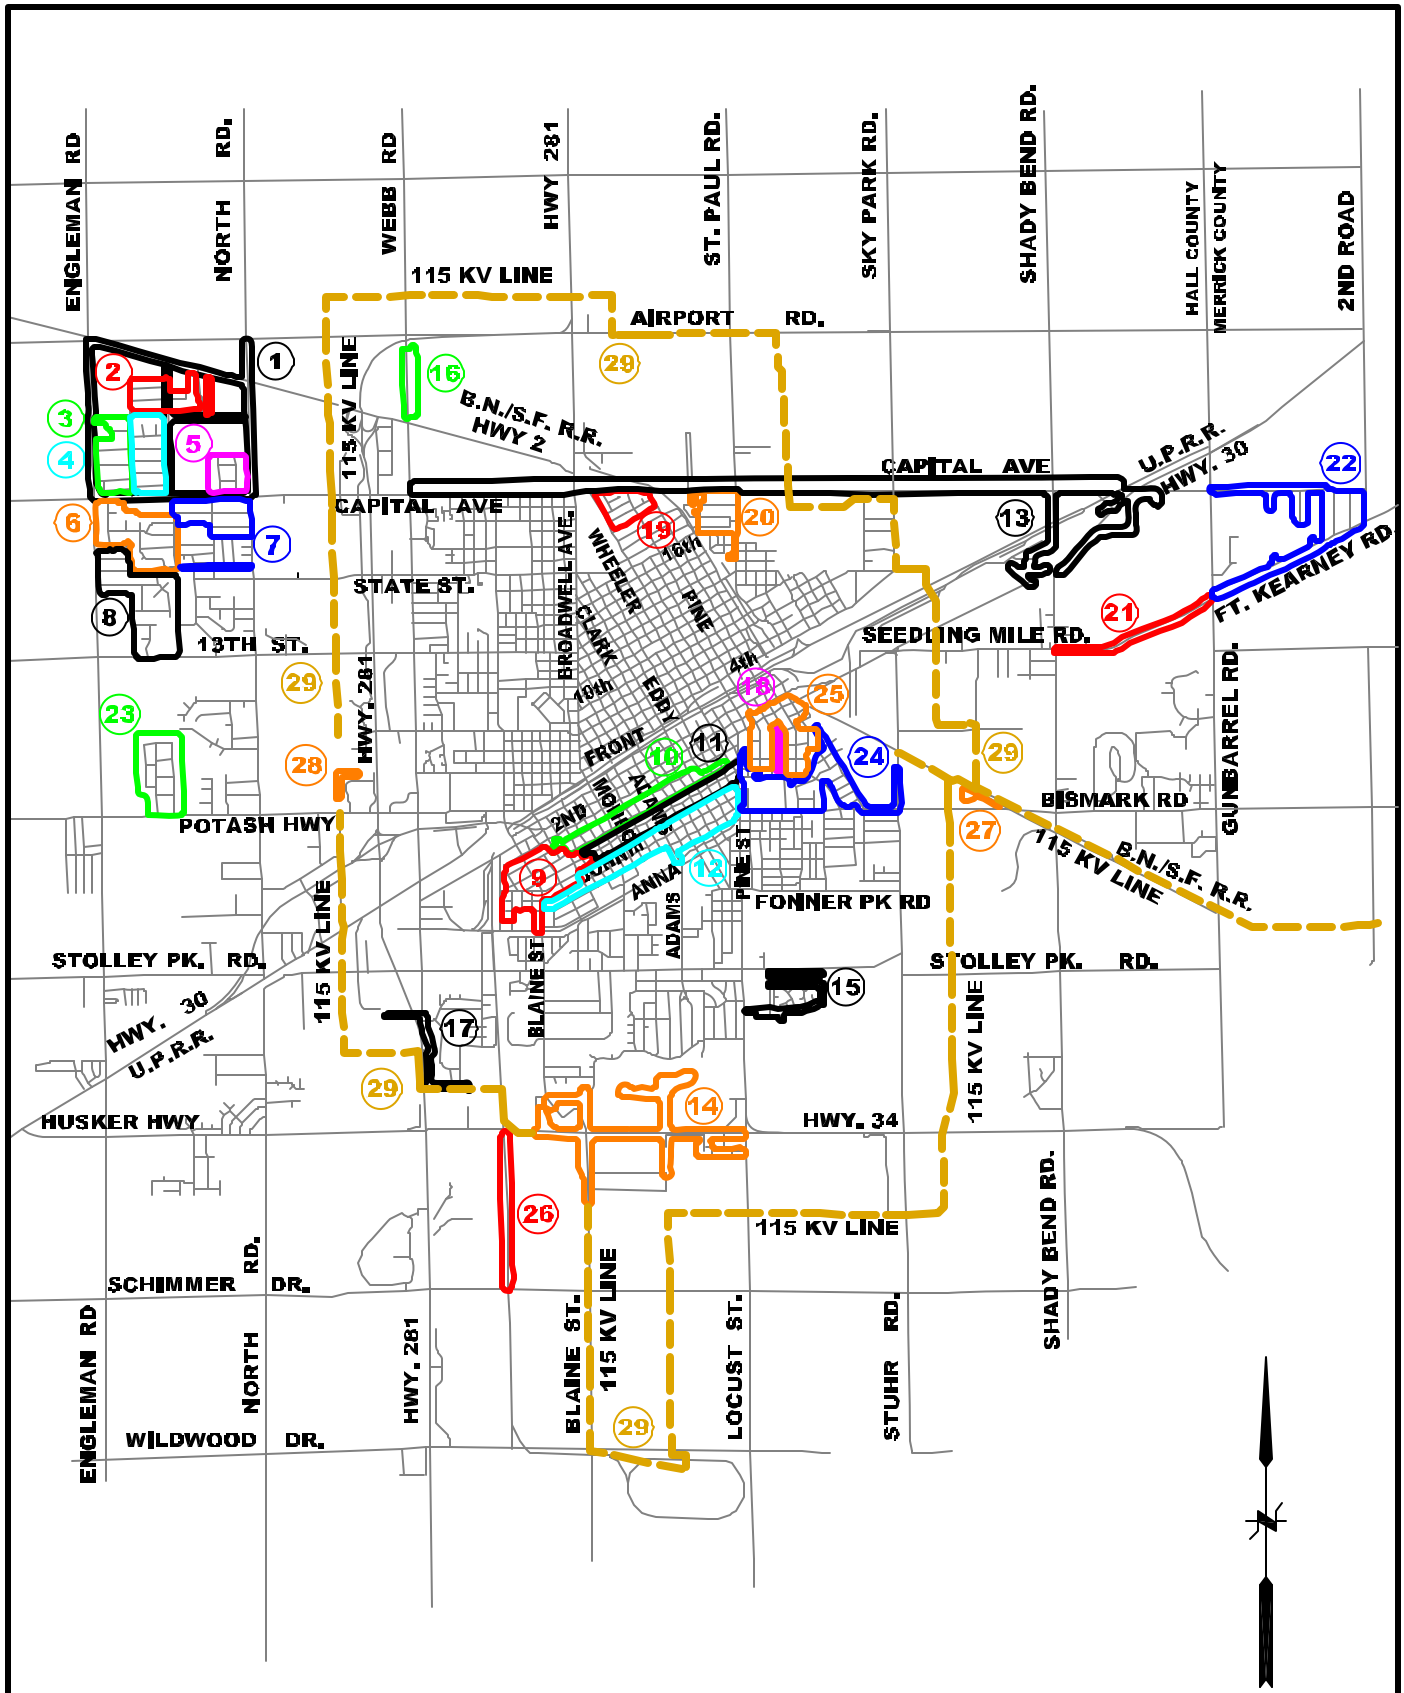 ENGLEMAN RD
NORTH RD.
WEBB RD
HWY 281
ST. PAUL RD.
SKY PARK RD.
SHADY BEND RD.
HALL COUNTY
MERRICK COUNTY
2ND ROAD
115 KV LINE
AIRPORT RD.
1
2
115 KV LINE
29
16
3
B.N./S.F. R.R.
HWY 2
4
5
U.P.R.R.
HWY. 30
22
CAPITAL AVE
CAPITAL AVE
6
7
19
20
13
16th
BROADWELL AVE.
WHEELER
STATE ST.
CLARK
PINE
FT. KEARNEY RD.
8
21
13TH ST.
SEEDLING MILE RD.
4th
10th
EDDY
29
HWY. 281
18
25
23
GUNBARREL RD.
FRONT
10
11
24
29
28
ADAMS
2ND
BISMARK RD
POTASH HWY
27
PINE ST
115 KV LINE
B.N./S.F. R.R.
9
12
ANNA
FONNER PK RD
115 KV LINE
ADAMS
STOLLEY PK. RD.
STOLLEY PK. RD.
BLAINE ST
15
HWY. 30
U.P.R.R.
17
115 KV LINE
29
14
HUSKER HWY
HWY. 34
26
115 KV LINE
SHADY BEND RD.
SCHIMMER DR.
NORTH RD.
115 KV LINE
ENGLEMAN RD
HWY. 281
BLAINE ST.
LOCUST ST.
STUHR RD.
29
WILDWOOD DR.
N